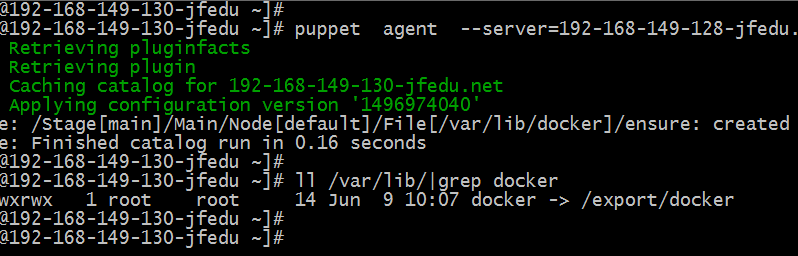 @192-168-149-130-jfedu ~]#
@192-168-149-130-jfedu ~]# puppet  agent  --server=192-168-149-128-jfedu.
Retrieving pluginfacts
Retrieving plugin
Caching catalog for 192-168-149-130-jfedu.net
Applying configuration version '1496974040'
e: /Stage[main]/Main/Node[default]/File[/var/lib/docker]/ensure: created
e: Finished catalog run in 0.16 seconds
@192-168-149-130-jfedu ~]#
@192-168-149-130-jfedu ~]# ll /var/lib/|grep docker
wxrwx   1 root    root      14 Jun  9 10:07 docker -> /export/docker
@192-168-149-130-jfedu ~]#
@192-168-149-130-jfedu ~]#